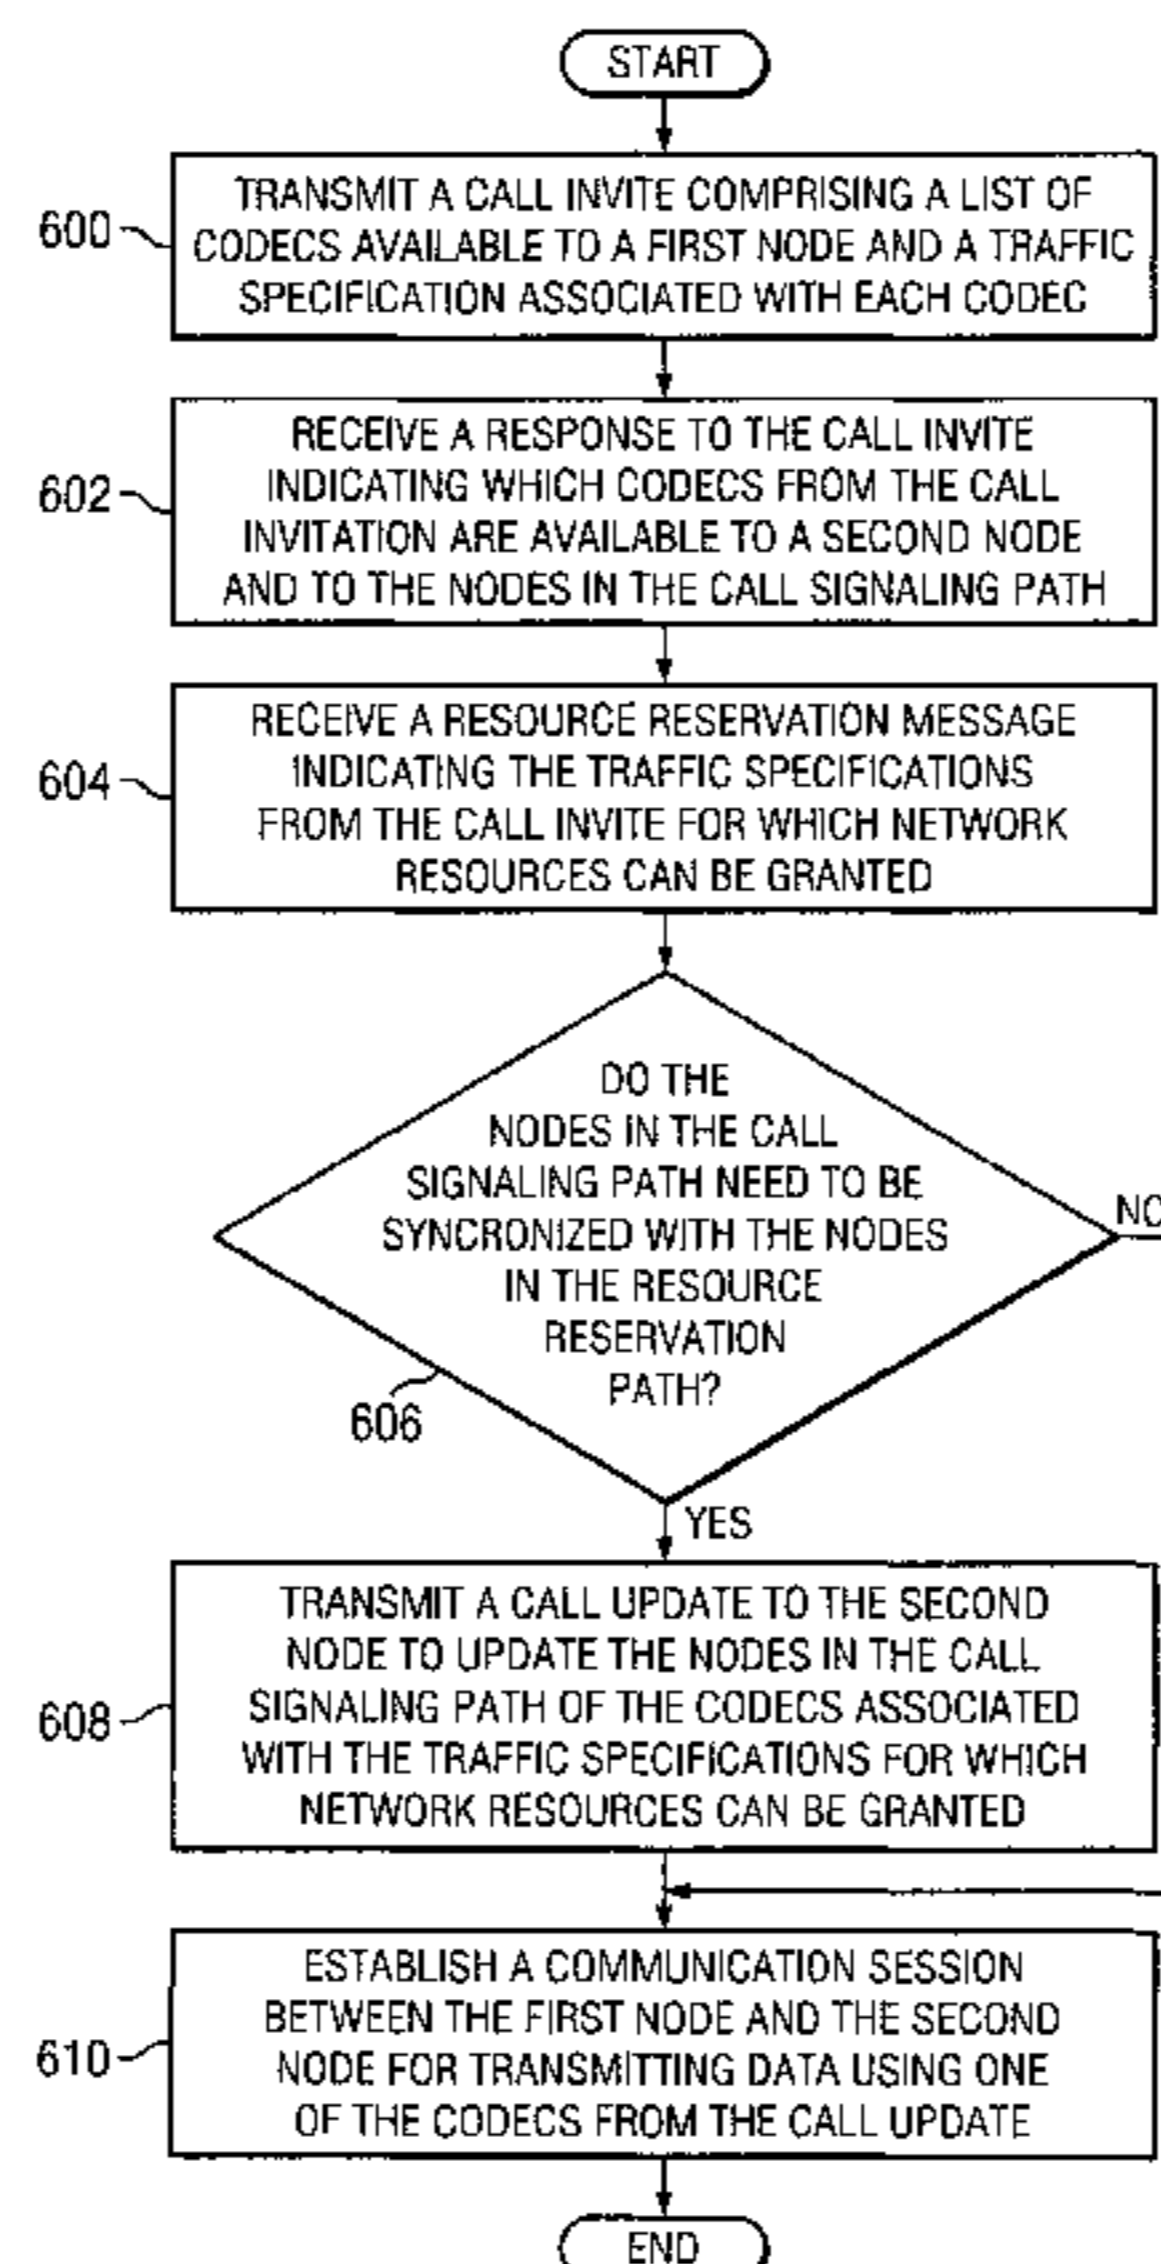 START
600
TRANSMIT A CALL INVITE COMPRISING A LIST OF
CODECS AVAILABLE TO A FIRST NODE AND A TRAFFIC
SPECIFICATION ASSOCIATED WITH EACH CODEC
602
RECEIVE A RESPONSE TO THE CALL INVITE
INDICATING WHICH CODECS FROM THE CALL
INVITATION ARE AVAILABLE TO A SECOND NODE
AND TO THE NODES IN THE CALL SIGNALING PATH
604
RECEIVE A RESOURCE RESERVATION MESSAGE
INDICATING THE TRAFFIC SPECIFICATIONS
FROM THE CALL INVITE FOR WHICH NETWORK
RESOURCES CAN BE GRANTED
DO THE
NODES IN THE CALL
SIGNALING PATH NEED TO BE
SYNCRONIZED WITH THE NODES
IN THE RESOURCE
RESERVATION
PATH?
NO
606
YES
608
TRANSMIT A CALL UPDATE TO THE SECOND
NODE TO UPDATE THE NODES IN THE CALL
SIGNALING PATH OF THE CODECS ASSOCIATED
WITH THE TRAFFIC SPECIFICATIONS FOR WHICH
NETWORK RESOURCES CAN BE GRANTED
610
ESTABLISH A COMMUNICATION SESSION
BETWEEN THE FIRST NODE AND THE SECOND
NODE FOR TRANSMITTING DATA USING ONE
OF THE CODECS FROM THE CALL UPDATE
END